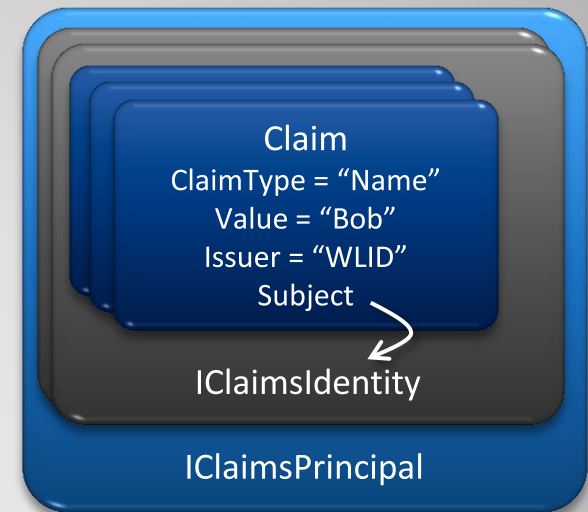 Claim
ClaimType = “Name”
Value = “Bob”
Issuer = “WLID”
Subject
IClaimsIdentity
IClaimsPrincipal